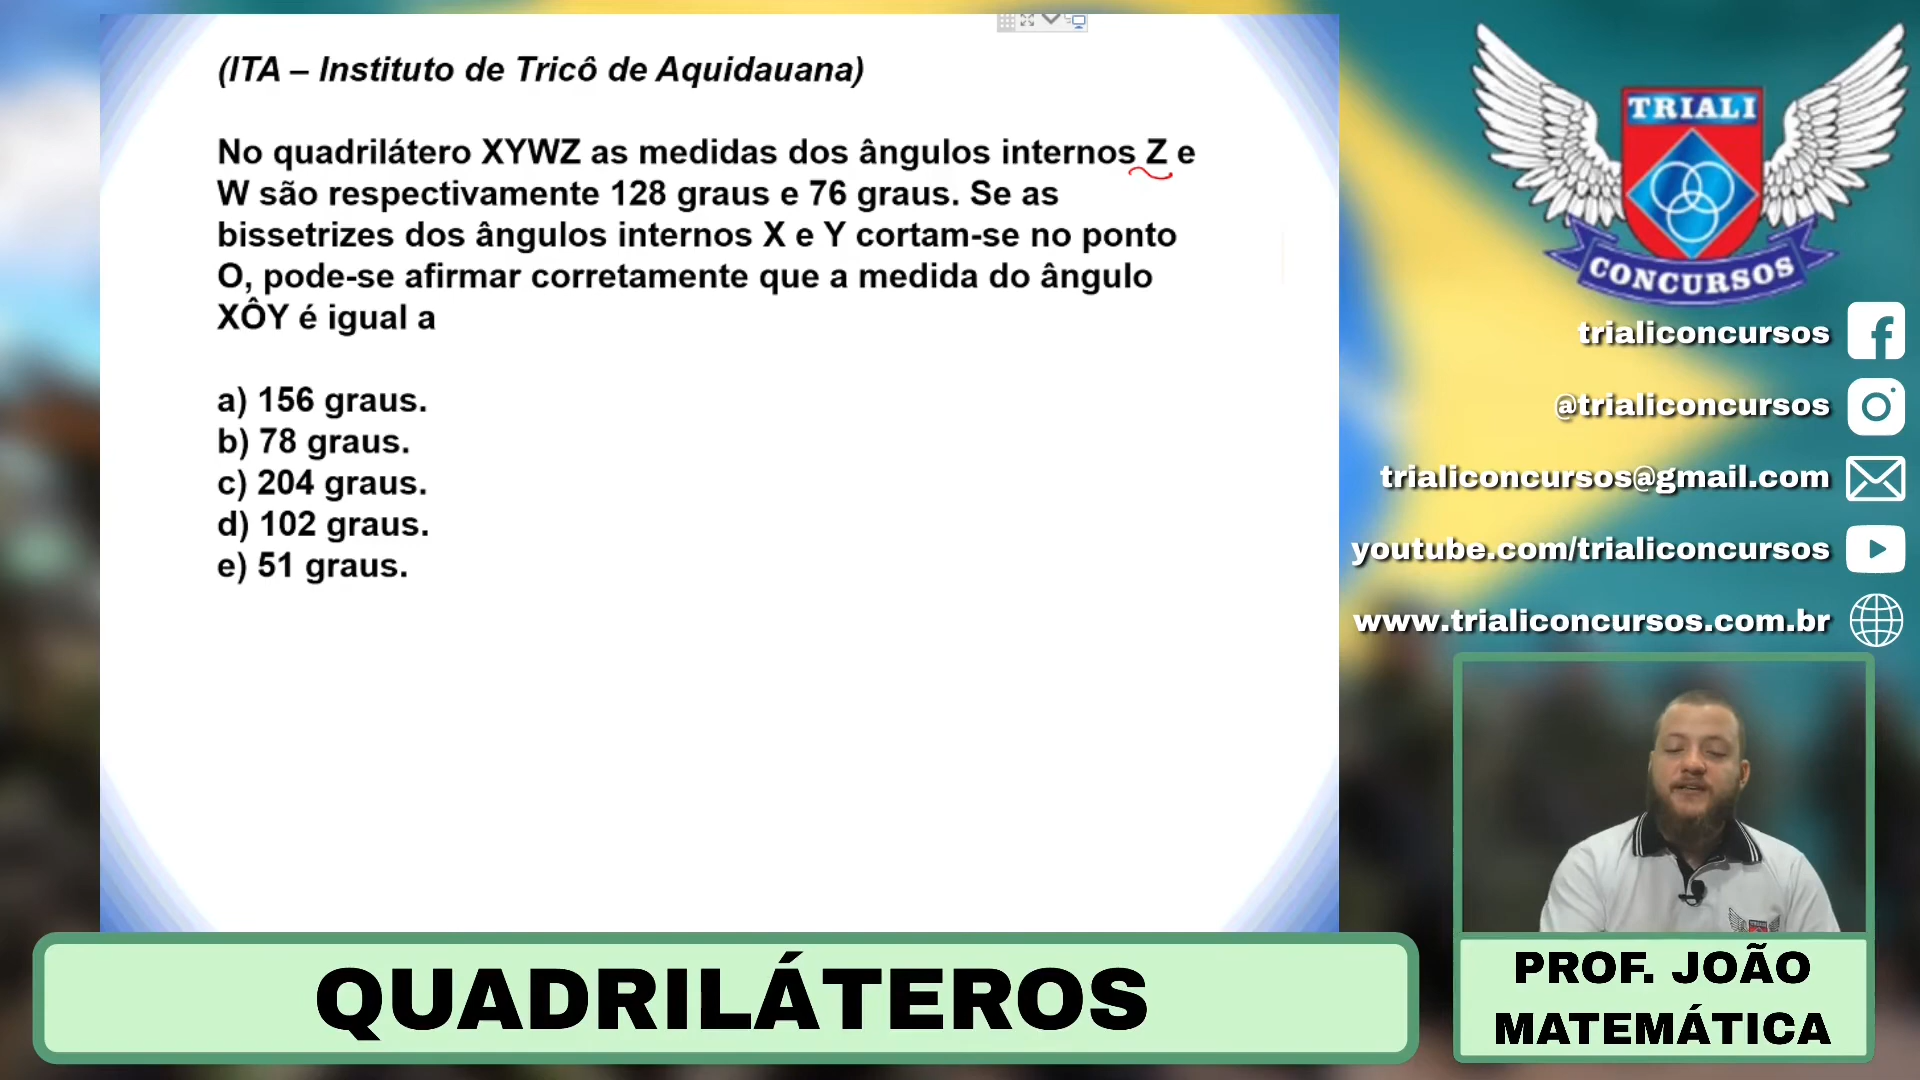 (ITA – Instituto de Tricô de Aquidauana)
No quadrilátero XYWZ as medidas dos ângulos internos Z e
W são respectivamente 128 graus e 76 graus. Se as
bissetrizes dos ângulos internos X e Y cortam-se no ponto
O, pode-se afirmar corretamente que a medida do ângulo
XÔY é igual a
a) 156 graus.
b) 78 graus.
c) 204 graus.
d) 102 graus.
e) 51 graus.
TRIALI
CONCURSOS
trialiconcursos
@trialiconcursos
trialiconcursos@gmail.com
youtube.com/trialiconcursos
www.trialiconcursos.com.br
QUADRILÁTEROS
PROF. JOÃO
MATEMÁTICA